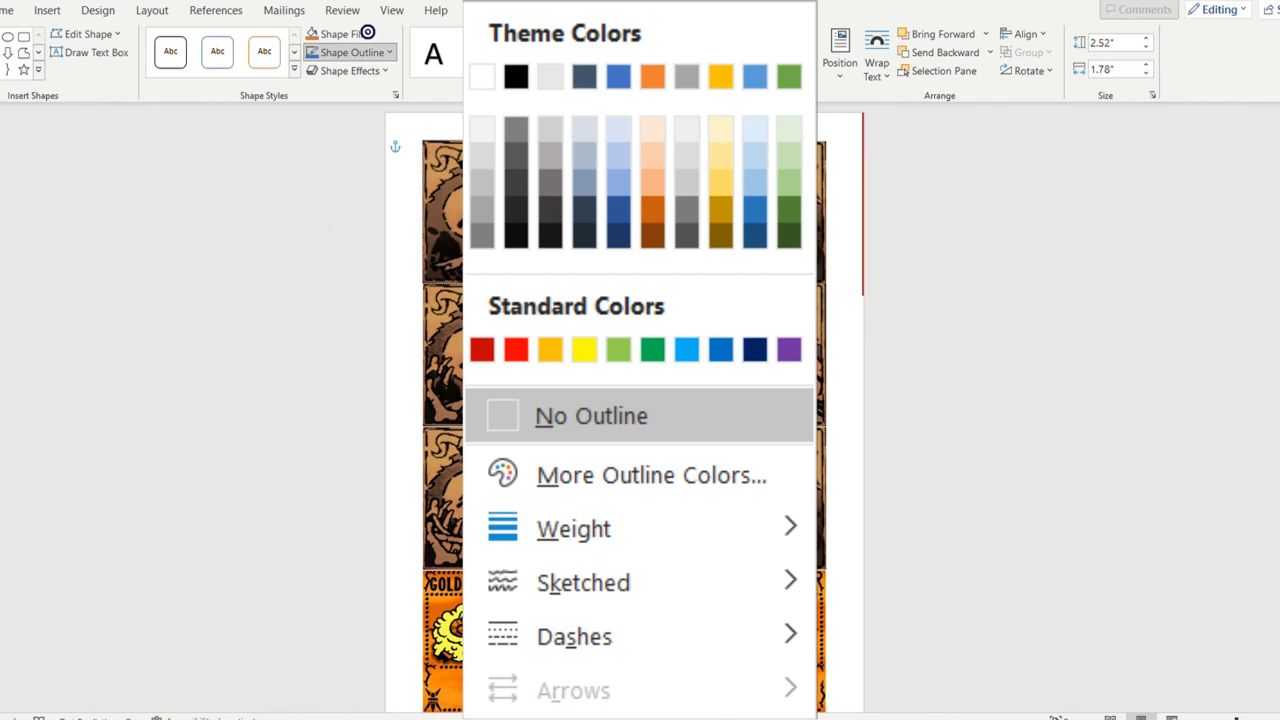 Insert Design Layout References Mailings Review View Help
Comments Editing
Edit Shape
Draw Text Box
Insert Shapes
Abc Abc Abc
Shape Styles
Shape Outline
Shape Effects
A
Position
Wrap
Text
Bring Forward
Send Backward
Selection Pane
Align
Group
Rotate
Arrange
2.52"
1.78"
Size
Theme Colors
Standard Colors
No Outline
More Outline Colors...
Weight
Sketched
Dashes
Arrows
GOLD